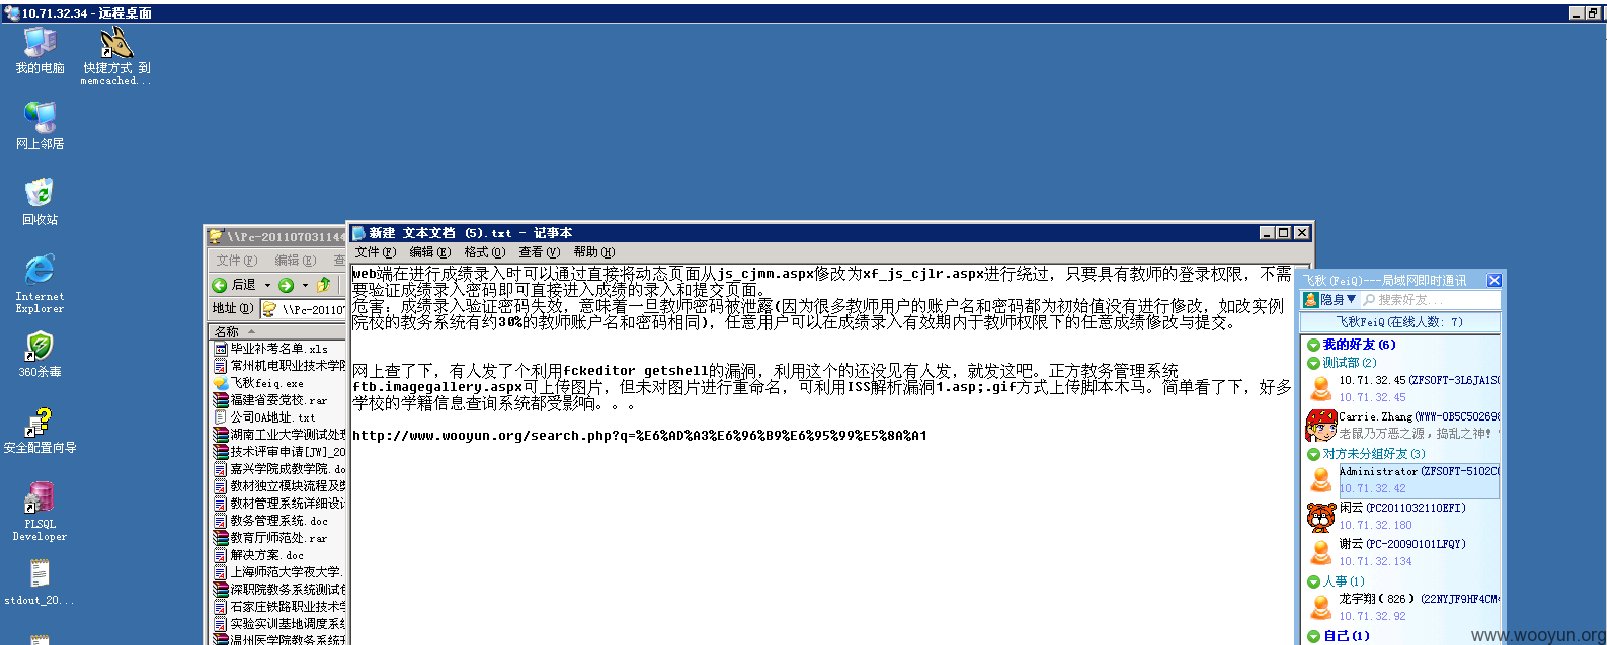 10.71.32.34 - 远程桌面
我的电脑
快捷方式 到
memcached...
网上邻居
回收站
Internet
Explorer
360杀毒
安全配置向导
PLSQL
Developer
stdout_20...
\\Pc-201107031144
文件(F) 编辑(E) 查
后退
地址(D) \\Pc-20110
名称
毕业补考名单.xls
常州机电职业技术学院
飞秋feiq.exe
福建省委党校.rar
公司OA地址.txt
湖南工业大学测试处理
技术评审申请[JW]_20
嘉兴学院成教学院.do
教材独立模块流程及
教材管理系统详细设计
教务管理系统.doc
教育厅师范处.rar
解决方案.doc
上海师范大学夜大学.
深职院教务系统测试
石家庄铁路职业技术学
实验实训基地调度系统
温州医学院教务系统
新建 文本文档 (5).txt - 记事本
文件(F) 编辑(E) 格式(O) 查看(V) 帮助(H)
web端在进行成绩录入时可以通过直接将动态页面从js_cjmm.aspx修改为xf_js_cjlr.aspx进行绕过，只要具有教师的登录权限，不需
要验证成绩录入密码即可直接进入成绩的录入和提交页面。
危害：成绩录入验证密码失效，意味着一旦教师密码被泄露(因为很多教师用户的账户名和密码都为初始值没有进行修改，如改实例
院校的教务系统有约30%的教师账户名和密码相同)，任意用户可以在成绩录入有效期内于教师权限下的任意成绩修改与提交。
网上查了下，有人发了个利用fckeditor getshell的漏洞，利用这个的还没见有人发，就发这吧。正方教务管理系统
ftb.imagegallery.aspx可上传图片，但未对图片进行重命名，可利用ISS解析漏洞1.asp;.gif方式上传脚本木马。简单看了下，好多
学校的学籍信息查询系统都受影响。。。
http://www.wooyun.org/search.php?q=%E6%AD%A3%E6%96%B9%E6%95%99%E5%8A%A1
飞秋(FeiQ)---局域网即时通讯
隐身 搜索好友...
飞秋FeiQ(在线人数: 7)
我的好友(6)
测试部(2)
10.71.32.45(ZFSOFT-3L6JA1S
10.71.32.45
Carrie.Zhang(WWW-0B5C50269
老鼠乃万恶之源，捣乱之神！
对方未分组好友(3)
Administrator(ZFSOFT-5102C
10.71.32.42
闲云(PC2011032110EFI)
10.71.32.180
谢云(PC-20090101LFQY)
10.71.32.134
人事(1)
龙宇翔(826)(22NYJF9HF4CM
10.71.32.92
自己(1)
www.wooyun.org